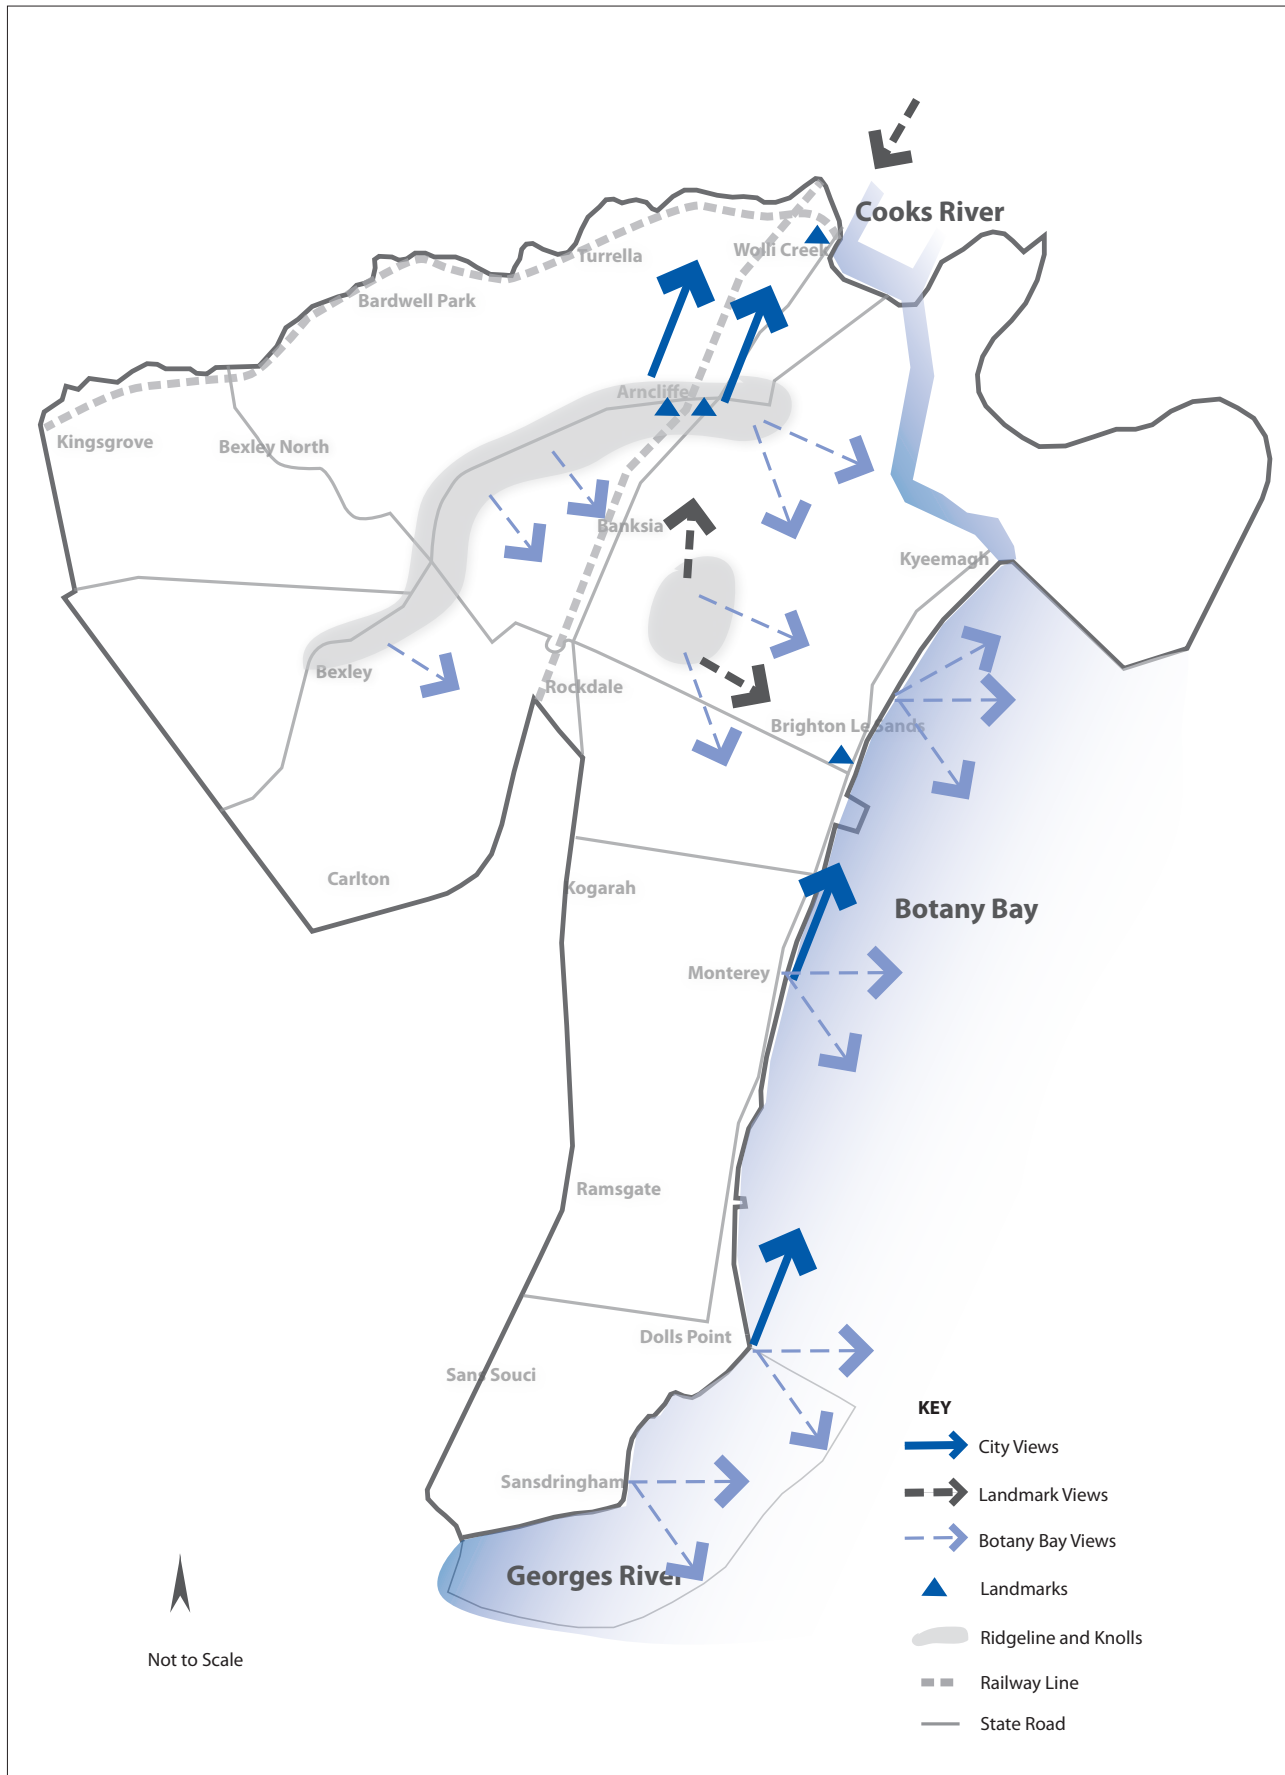 Cooks River
Wolli Creek
Turrella
Bardwell Park
Arncliffe
Kingsgrove
Bexley North
Banksia
Kyeemagh
Bexley
Rockdale
Brighton Le Sands
Carlton
Kogarah
Botany Bay
Monterey
Ramsgate
Dolls Point
Sans Souci
Sansdringham
Georges River
Not to Scale
KEY
City Views
Landmark Views
Botany Bay Views
Landmarks
Ridgeline and Knolls
Railway Line
State Road